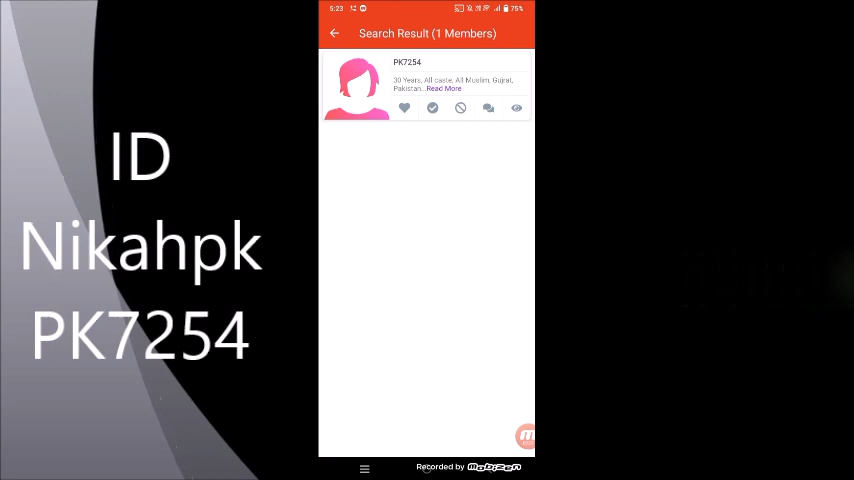 ID
Nikahpk
PK7254
5:23
75%
Search Result (1 Members)
PK7254
30 Years, All caste, All Muslim, Gujrat,
Pakistan...Read More
Recorded by Mobizen